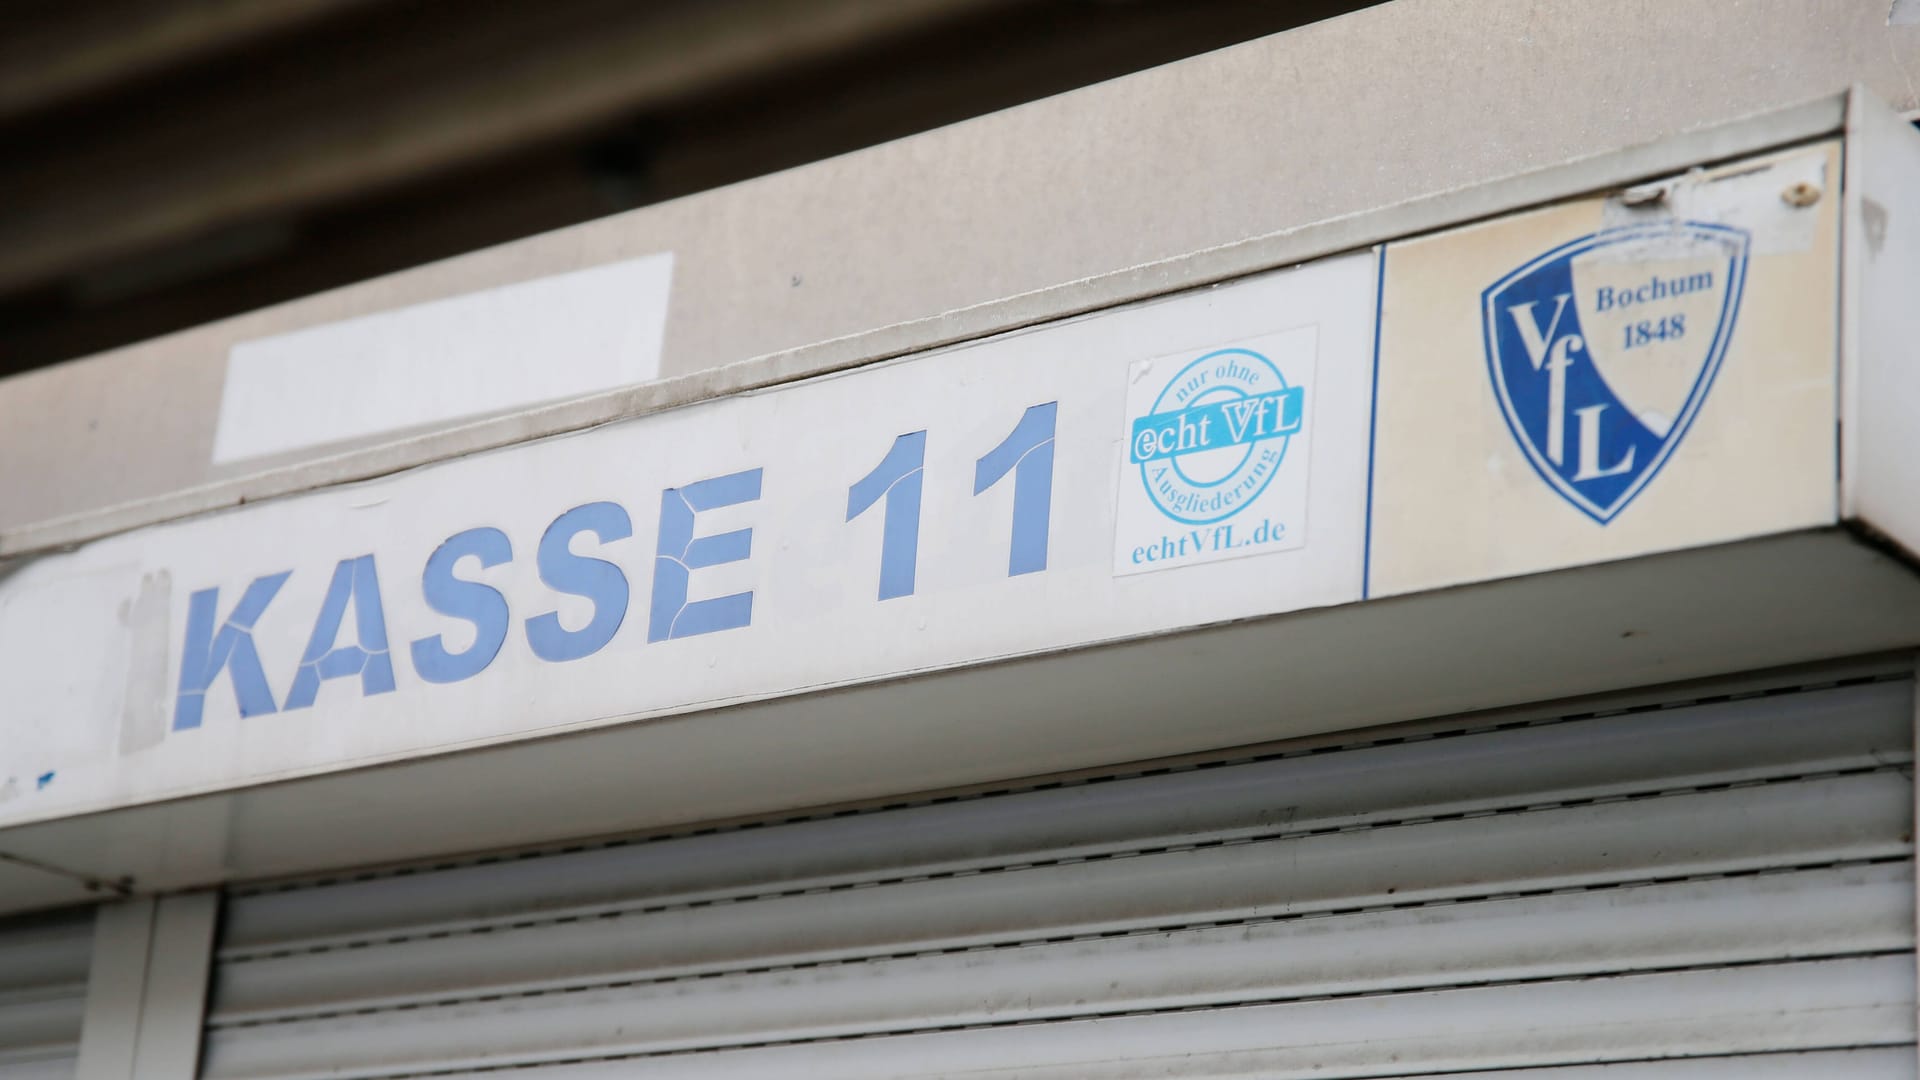 KASSE 11
nur ohne
echt VfL
Ausgliederung
echtVfL.de
VfL
Bochum
1848